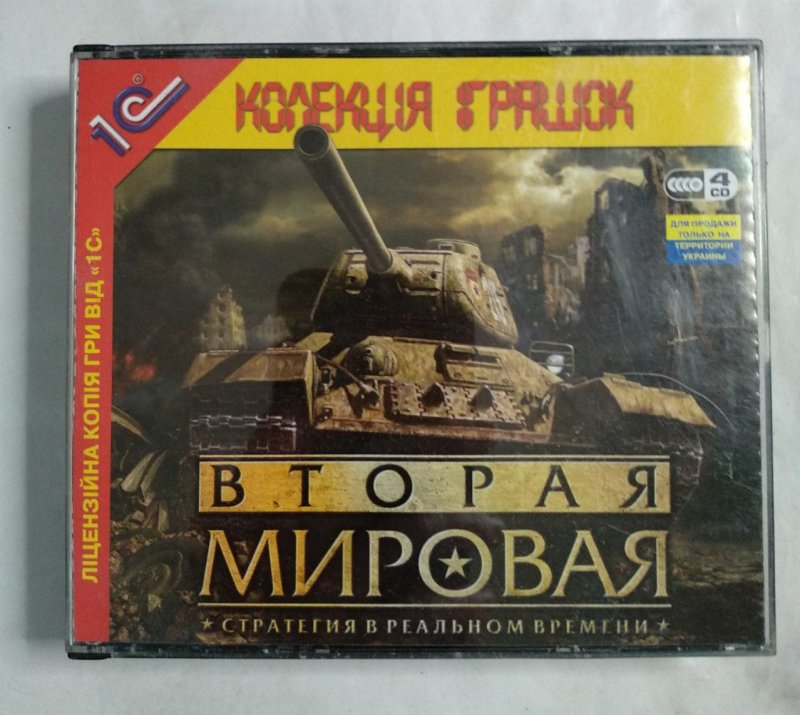 1С®
КОЛЕКЦІЯ ІГРАШОК
4
CD
ДЛЯ ПРОДАЖИ
ТОЛЬКО НА
ТЕРРИТОРИИ
УКРАИНЫ
ЛІЦЕНЗІЙНА КОПІЯ ГРИ ВІД «1С»
ВТОРАЯ
МИРОВАЯ
СТРАТЕГИЯ В РЕАЛЬНОМ ВРЕМЕНИ